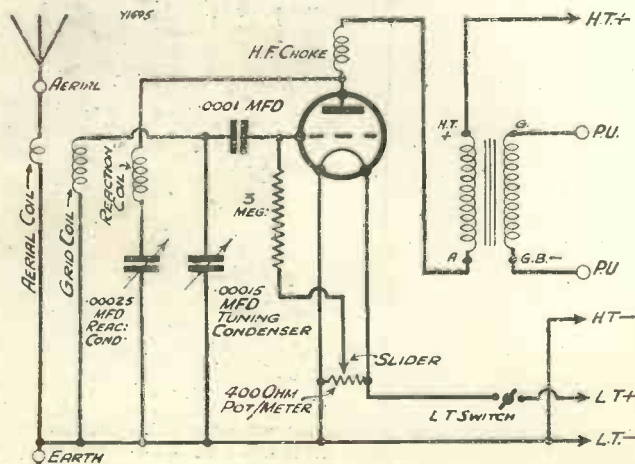 Y1695
H.F. CHOKE
H.T.+
AERIAL
.0001 MFD
H.T.
+
G.
P.U.
REACTION
COIL
3
MEG.
AERIAL COIL
GRID COIL
A
G.B.-
P.U
.00025
MFD
REAC:
COND
.00015
MFD
TUNING
CONDENSER
HT-
SLIDER
400 OHM
POT/METER
L T SWITCH
L T+
L.T.-
EARTH